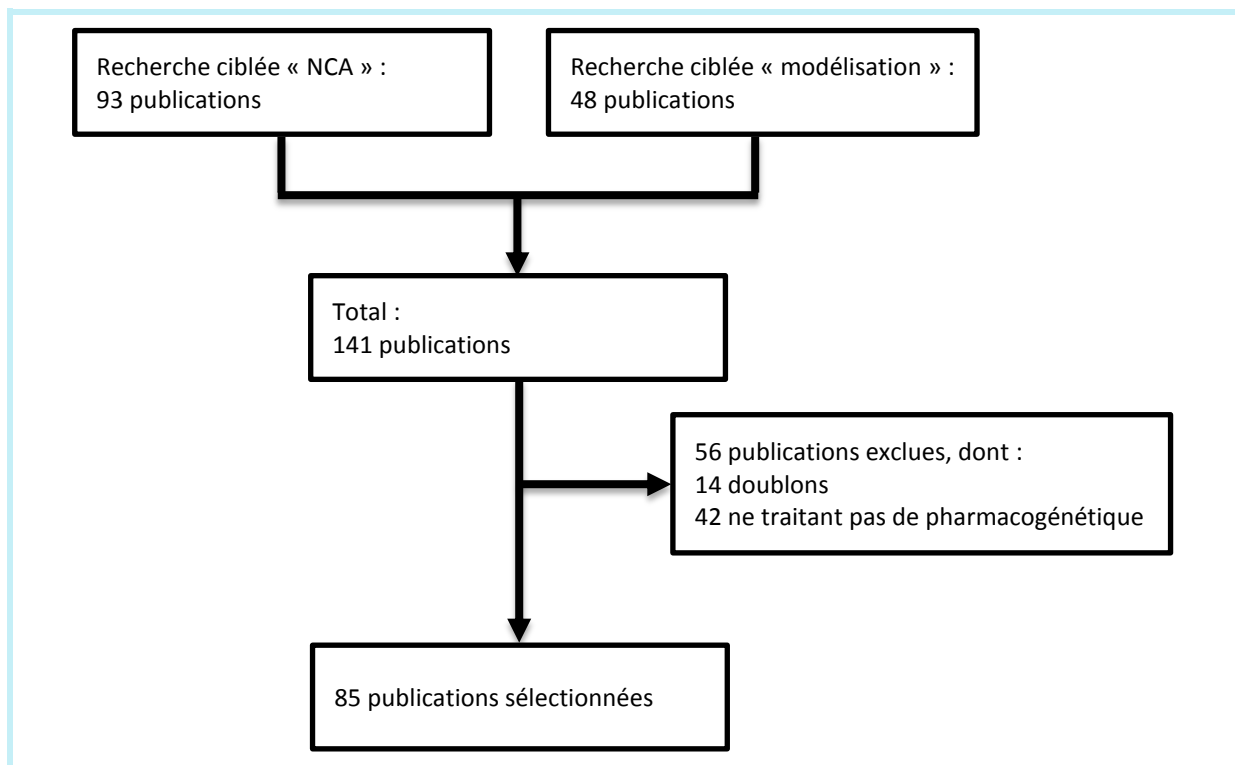 Recherche ciblée « NCA » :
93 publications
Recherche ciblée « modélisation » :
48 publications
Total :
141 publications
56 publications exclues, dont :
14 doublons
42 ne traitant pas de pharmacogénétique
85 publications sélectionnées